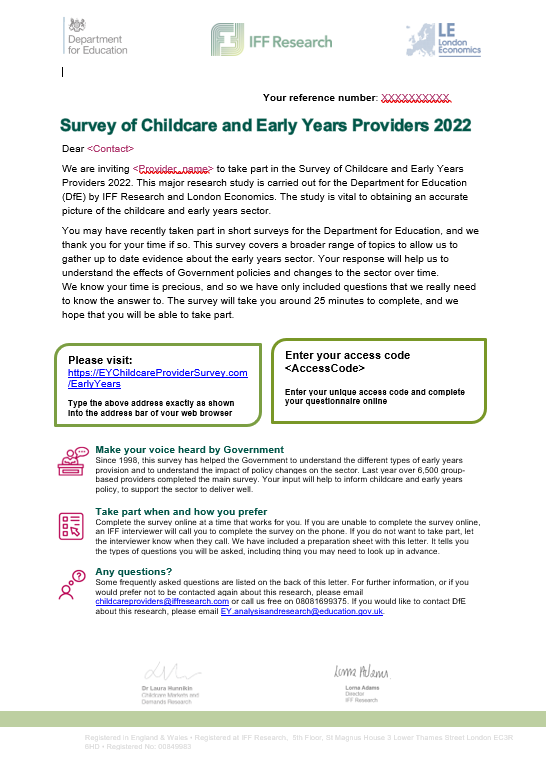 Department for Education
IFF Research
LE London Economics
Your reference number: XXXXXXXXXX
Survey of Childcare and Early Years Providers 2022
Dear <Contact>
We are inviting <Provider_name> to take part in the Survey of Childcare and Early Years
Providers 2022. This major research study is carried out for the Department for Education
(DfE) by IFF Research and London Economics. The study is vital to obtaining an accurate
picture of the childcare and early years sector.
You may have recently taken part in short surveys for the Department for Education, and we
thank you for your time if so. This survey covers a broader range of topics to allow us to
gather up to date evidence about the early years sector. Your response will help us to
understand the effects of Government policies and changes to the sector over time.
We know your time is precious, and so we have only included questions that we really need
to know the answer to. The survey will take you around 25 minutes to complete, and we
hope that you will be able to take part.
Please visit:
https://EYChildcareProviderSurvey.com
/EarlyYears
Type the above address exactly as shown
into the address bar of your web browser
Enter your access code
<AccessCode>
Enter your unique access code and complete
your questionnaire online
Make your voice heard by Government
Since 1998, this survey has helped the Government to understand the different types of early years
provision and to understand the impact of policy changes on the sector. Last year over 6,500 group-
based providers completed the main survey. Your input will help to inform childcare and early years
policy, to support the sector to deliver well.
Take part when and how you prefer
Complete the survey online at a time that works for you. If you are unable to complete the survey online,
an IFF interviewer will call you to complete the survey on the phone. If you do not want to take part, let
the interviewer know when they call. We have included a preparation sheet with this letter. It tells you
the types of questions you will be asked, including thing you may need to look up in advance.
Any questions?
Some frequently asked questions are listed on the back of this letter. For further information, or if you
would prefer not to be contacted again about this research, please email
childcareproviders@iffresearch.com or call us free on 08081699375. If you would like to contact DfE
about this research, please email EY.analysisandresearch@education.gov.uk.
Lorna Adams
Dr Laura Hunnikin
Childcare Markets and
Demands Research
Lorna Adams
Director
IFF Research
Registered in England & Wales • Registered at IFF Research, 5th Floor, St Magnus House 3 Lower Thames Street London EC3R
6HD • Registered No: 00849983